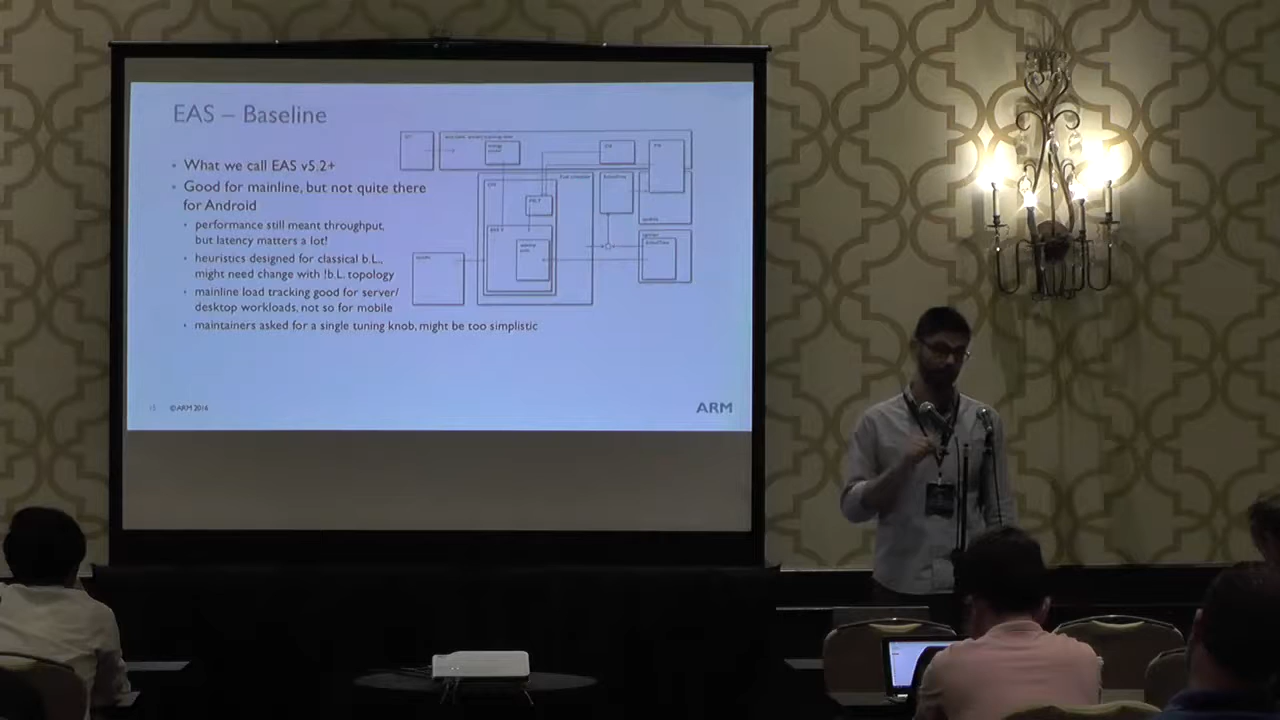 EAS – Baseline
• What we call EAS v5.2+
• Good for mainline, but not quite there
for Android
• performance still meant throughput,
but latency matters a lot!
• heuristics designed for classical b.L.,
might need change with !b.L. topology
• mainline load tracking good for server/
desktop workloads, not so for mobile
• maintainers asked for a single tuning knob, might be too simplistic
©ARM 2016
ARM